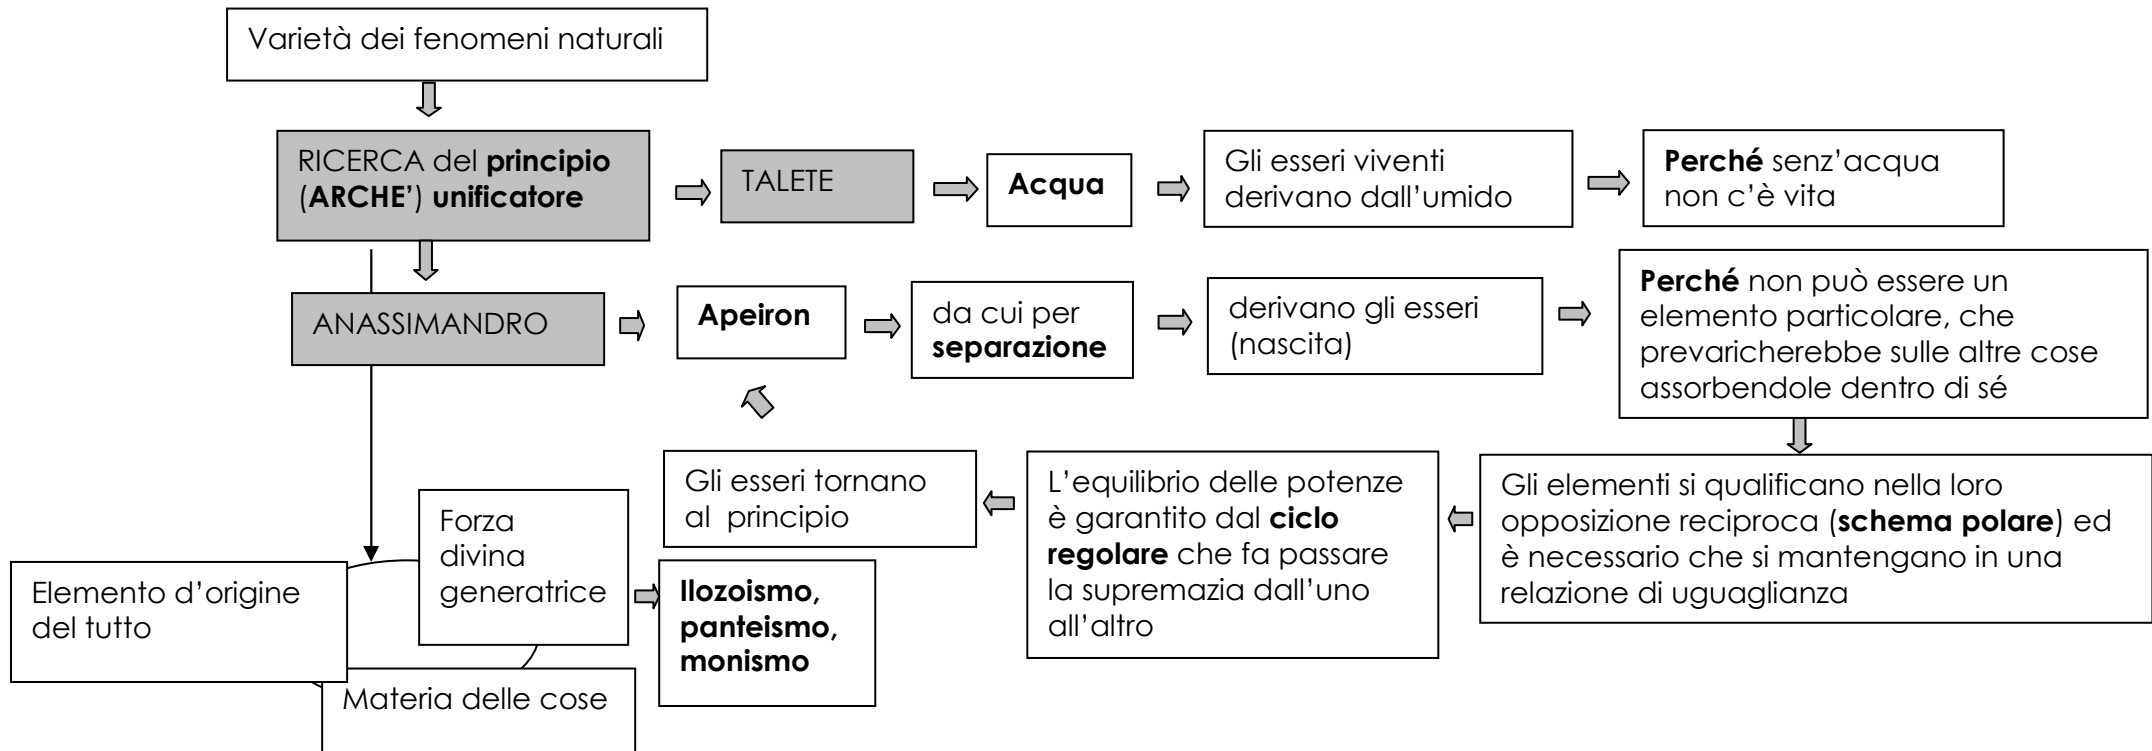 Varietà dei fenomeni naturali
RICERCA del principio
(ARCHE’) unificatore
TALETE
Acqua
Gli esseri viventi
derivano dall’umido
Perché senz’acqua
non c’è vita
ANASSIMANDRO
Apeiron
da cui per
separazione
derivano gli esseri
(nascita)
Perché non può essere un
elemento particolare, che
prevaricherebbe sulle altre cose
assorbendole dentro di sé
Gli elementi si qualificano nella loro
opposizione reciproca (schema polare) ed
è necessario che si mantengano in una
relazione di uguaglianza
L’equilibrio delle potenze
è garantito dal ciclo
regolare che fa passare
la supremazia dall’uno
all’altro
Gli esseri tornano
al  principio
Elemento d’origine
del tutto
Forza
divina
generatrice
Materia delle cose
Ilozoismo,
panteismo,
monismo